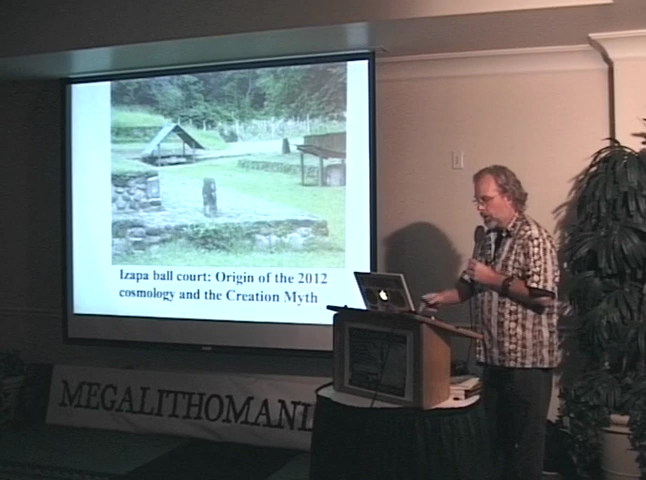 Izapa ball court: Origin of the 2012
cosmology and the Creation Myth
MEGALITHOMANI